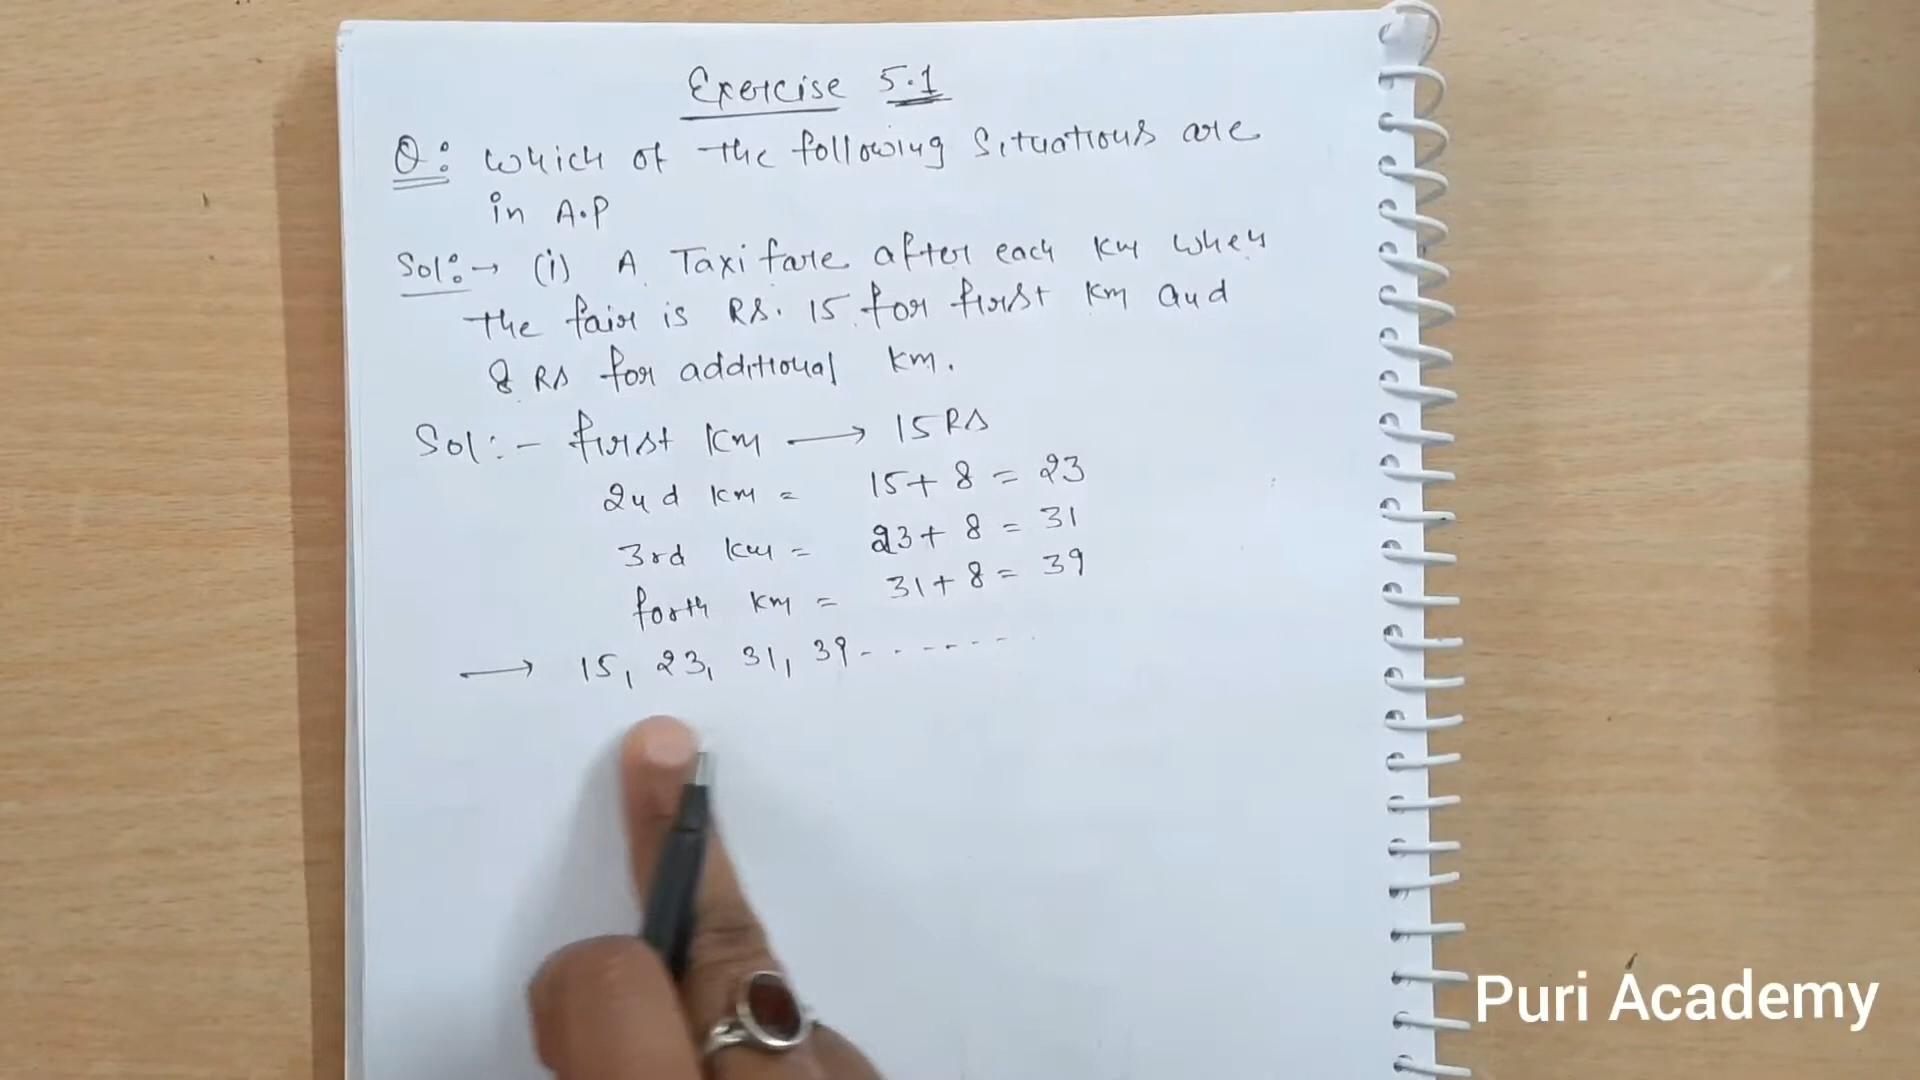 Exercise 5.1
Q: Which of the following situations are
in A.P
Sol: → (i) A Taxi fare after each km when
the fair is RS. 15 for first km and
8 RS for additional km.
Sol: - first km → 15 RS
2nd km = 15 + 8 = 23
3rd km = 23 + 8 = 31
forth km = 31 + 8 = 39
→ 15, 23, 31, 39 - - - - - - -
Puri Academy